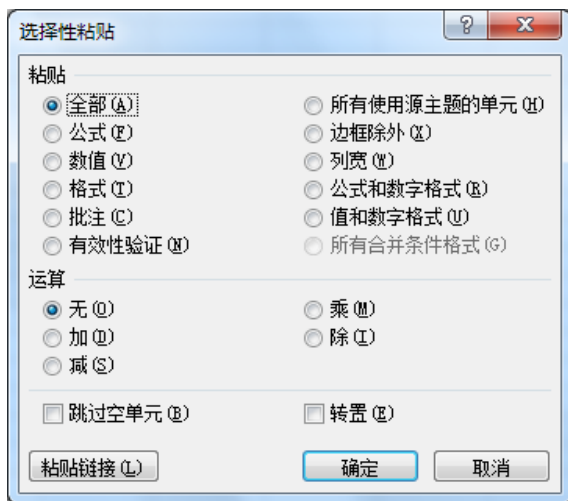 选择性粘贴
粘贴
全部(A) 所有使用源主题的单元(H)
公式(F) 边框除外(X)
数值(V) 列宽(W)
格式(T) 公式和数字格式(R)
批注(C) 值和数字格式(U)
有效性验证(N) 所有合并条件格式(G)
运算
无(O) 乘(M)
加(D) 除(I)
减(S)
跳过空单元(B) 转置(E)
粘贴链接(L) 确定 取消